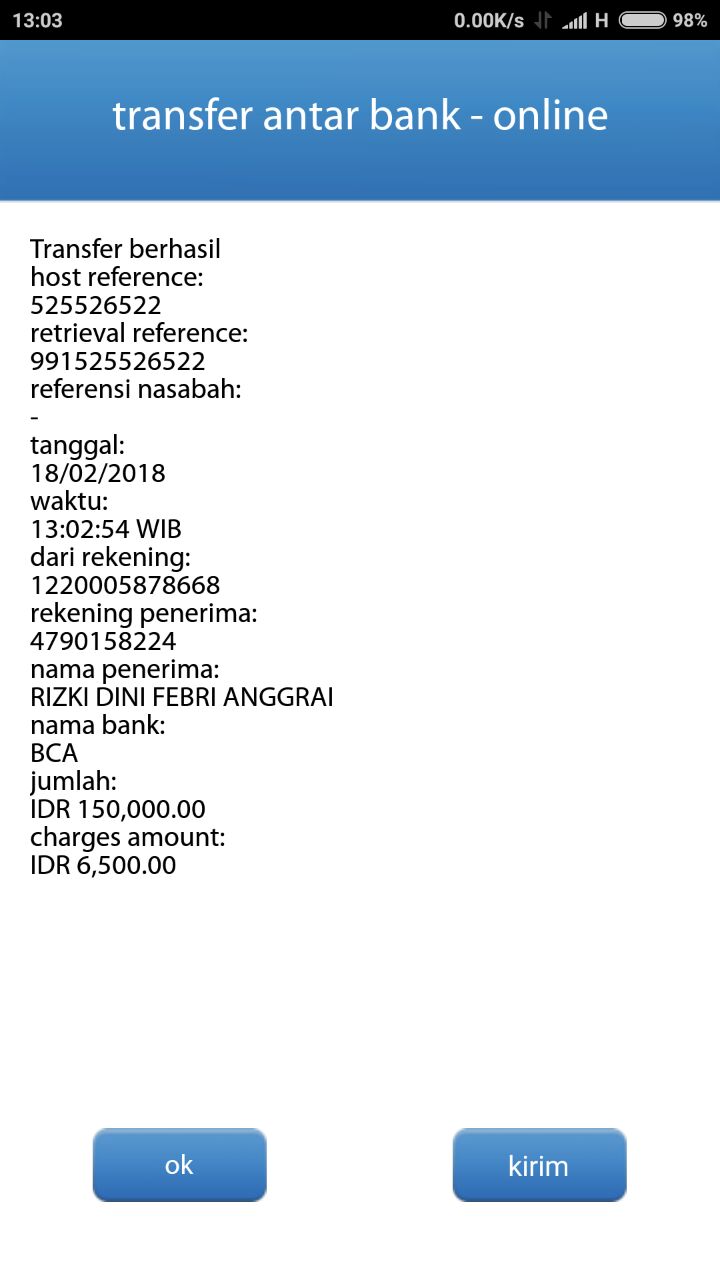 13:03
0.00K/s H 98%
transfer antar bank - online
Transfer berhasil
host reference:
525526522
retrieval reference:
991525526522
referensi nasabah:
-
tanggal:
18/02/2018
waktu:
13:02:54 WIB
dari rekening:
1220005878668
rekening penerima:
4790158224
nama penerima:
RIZKI DINI FEBRI ANGGRAI
nama bank:
BCA
jumlah:
IDR 150,000.00
charges amount:
IDR 6,500.00
ok
kirim